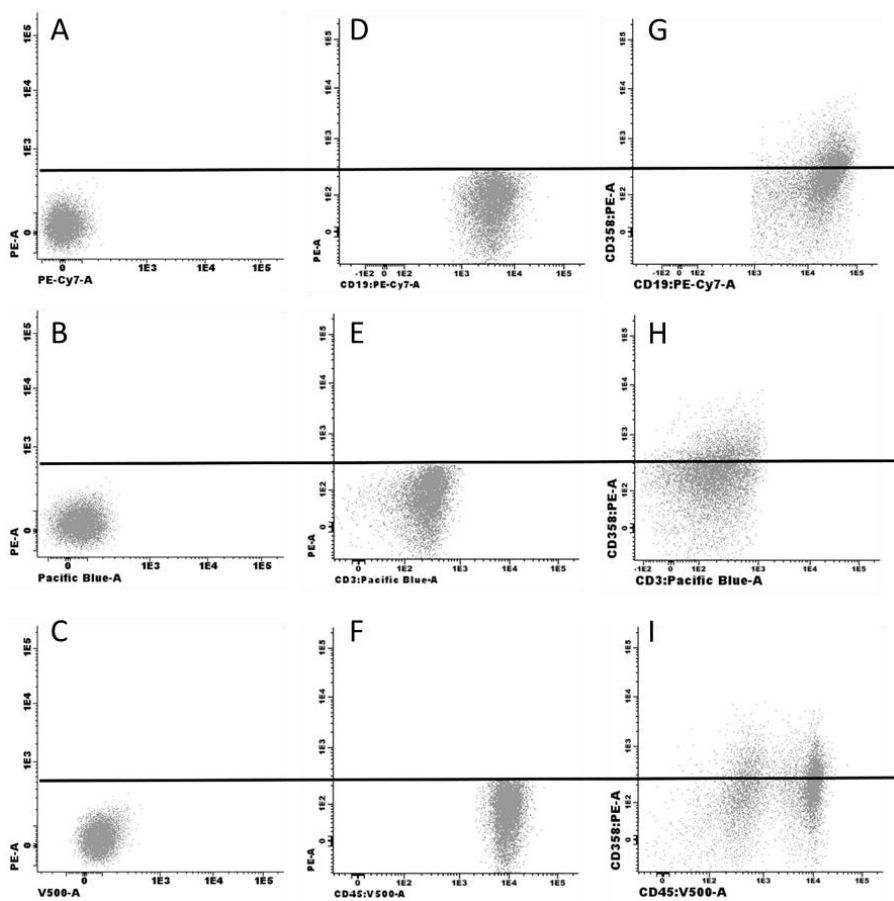 A
1E5
1E4
1E3
0
PE-A
0 1E3 1E4 1E5
PE-Cy7-A
D
1E5
1E4
1E3
1E2
0
PE-A
-1E2 0 1E2 1E3 1E4 1E5
CD19:PE-Cy7-A
G
1E5
1E4
1E3
1E2
0
CD358:PE-A
-1E2 0 1E2 1E3 1E4 1E5
CD19:PE-Cy7-A
B
1E5
1E4
1E3
0
PE-A
0 1E3 1E4 1E5
Pacific Blue-A
E
1E5
1E4
1E3
1E2
0
PE-A
0 1E3 1E4 1E5
CD3:Pacific Blue-A
H
1E5
1E4
1E3
1E2
0
CD358:PE-A
-1E2 0 1E2 1E3 1E4 1E5
CD3:Pacific Blue-A
C
1E5
1E4
1E3
0
PE-A
0 1E3 1E4 1E5
V500-A
F
1E5
1E4
1E3
1E2
0
PE-A
0 1E2 1E3 1E4 1E5
CD45:V500-A
I
1E5
1E4
1E3
1E2
0
CD358:PE-A
1E2 1E3 1E4 1E5
CD45:V500-A